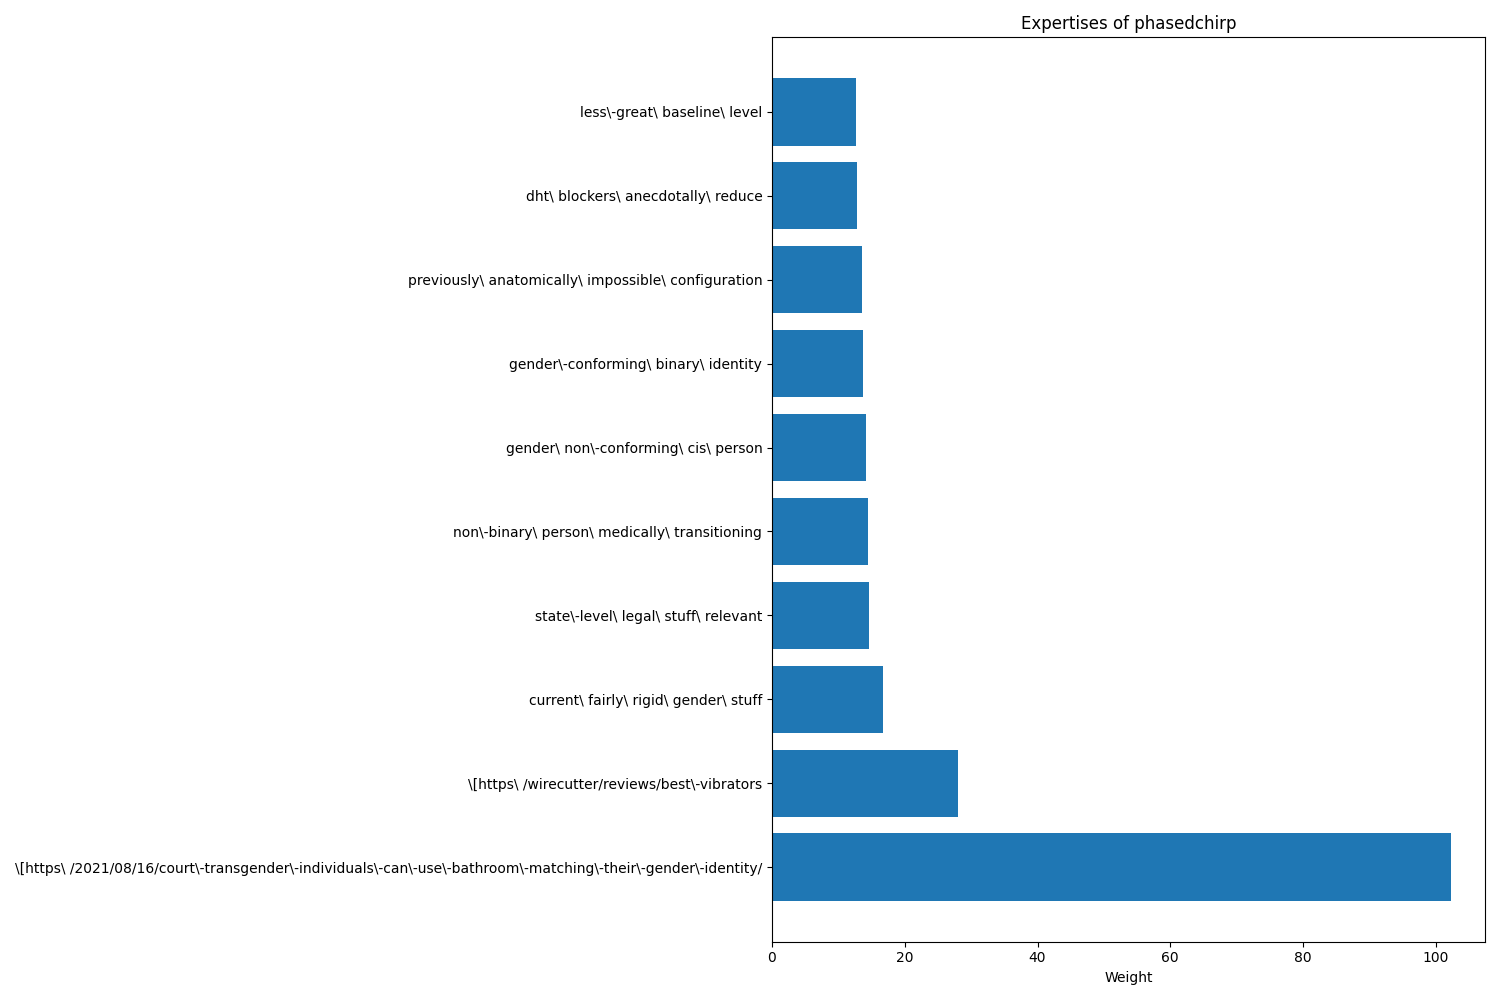 Expertises of phasedchirp
less\-great\ baseline\ level
dht\ blockers\ anecdotally\ reduce
previously\ anatomically\ impossible\ configuration
gender\-conforming\ binary\ identity
gender\ non\-conforming\ cis\ person
non\-binary\ person\ medically\ transitioning
state\-level\ legal\ stuff\ relevant
current\ fairly\ rigid\ gender\ stuff
\[https\ /wirecutter/reviews/best\-vibrators
\[https\ /2021/08/16/court\-transgender\-individuals\-can\-use\-bathroom\-matching\-their\-gender\-identity/
0 20 40 60 80 100
Weight